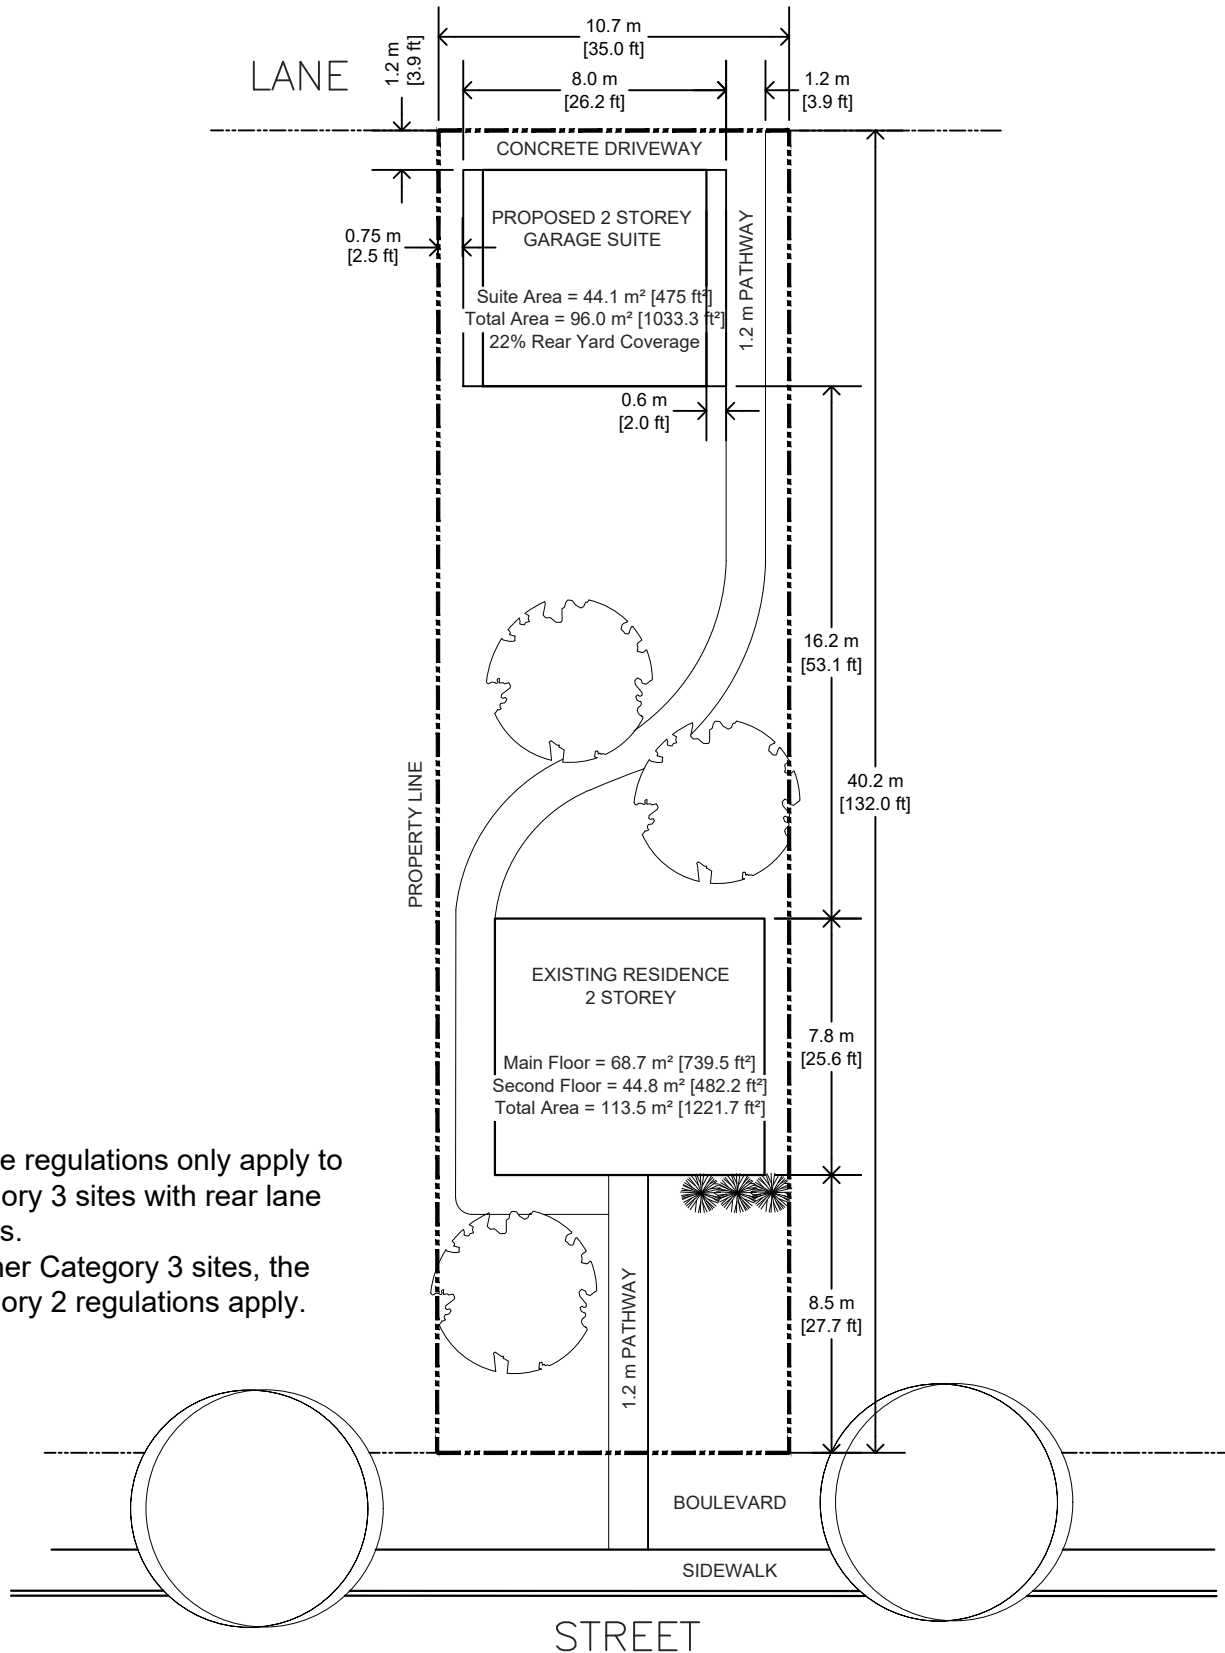 10.7 m
[35.0 ft]
LANE
1.2 m
[3.9 ft]
8.0 m
[26.2 ft]
1.2 m
[3.9 ft]
CONCRETE DRIVEWAY
PROPOSED 2 STOREY
GARAGE SUITE
0.75 m
[2.5 ft]
Suite Area = 44.1 m² [475 ft²]
Total Area = 96.0 m² [1033.3 ft²]
22% Rear Yard Coverage
1.2 m PATHWAY
0.6 m
[2.0 ft]
16.2 m
[53.1 ft]
40.2 m
[132.0 ft]
PROPERTY LINE
EXISTING RESIDENCE
2 STOREY
Main Floor = 68.7 m² [739.5 ft²]
Second Floor = 44.8 m² [482.2 ft²]
Total Area = 113.5 m² [1221.7 ft²]
7.8 m
[25.6 ft]
e regulations only apply to
ory 3 sites with rear lane
s.
ner Category 3 sites, the
ory 2 regulations apply.
8.5 m
[27.7 ft]
1.2 m PATHWAY
BOULEVARD
SIDEWALK
STREET